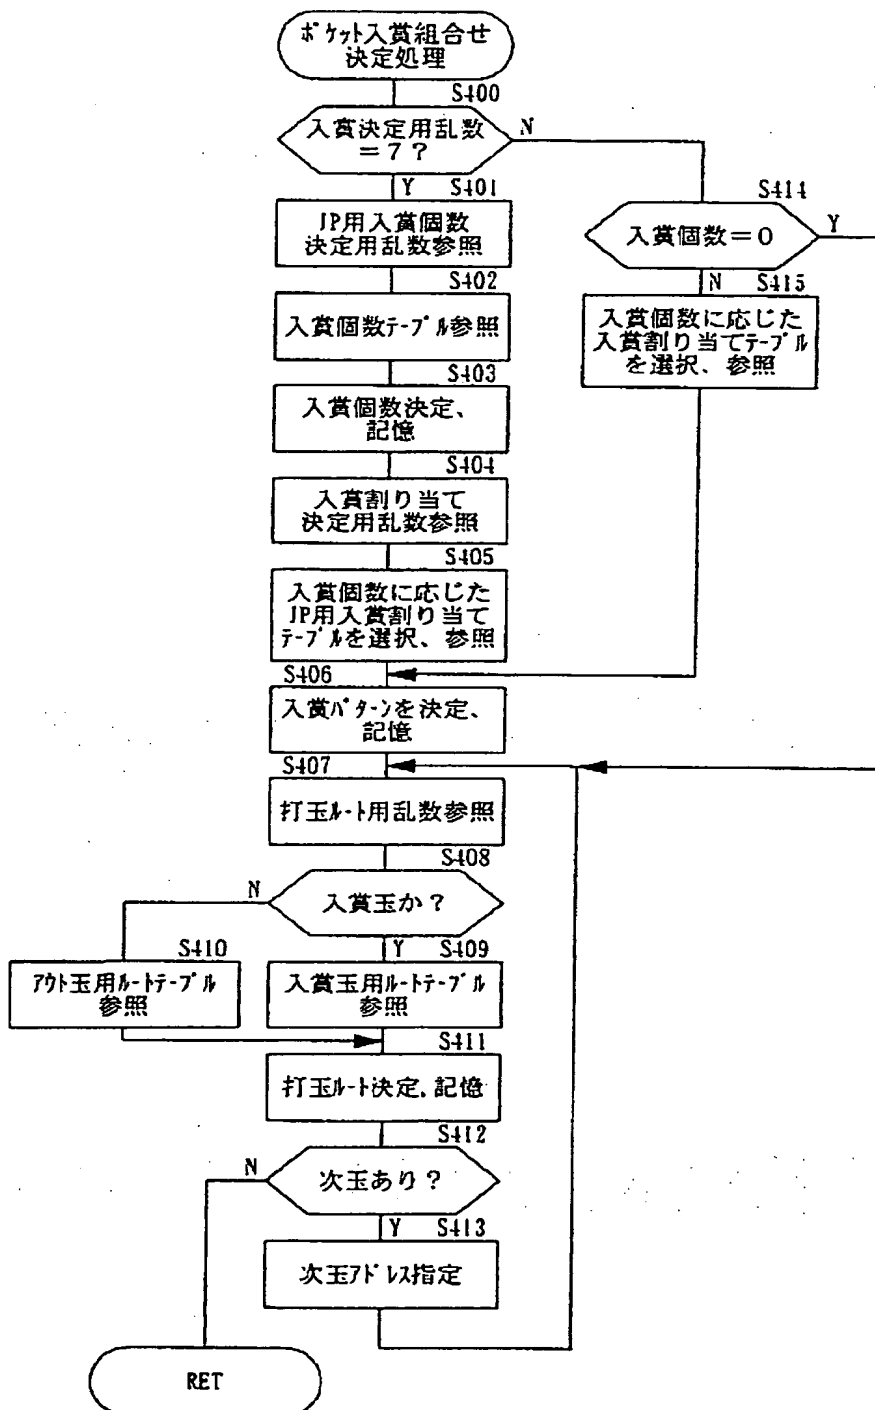 ポケット入賞組合せ
決定処理
S400
入賞決定用乱数
=7？
N
Y
S401
JP用入賞個数
決定用乱数参照
S402
入賞個数テーブル参照
S403
入賞個数決定、
記憶
S404
入賞割り当て
決定用乱数参照
S405
入賞個数に応じた
JP用入賞割り当て
テーブルを選択、参照
S414
入賞個数＝0
Y
N
S415
入賞個数に応じた
入賞割り当てテーブル
を選択、参照
S406
入賞パターンを決定、
記憶
S407
打玉ルート用乱数参照
S408
入賞玉か？
N
Y
S410
アウト玉用ルートテーブル
参照
S409
入賞玉用ルートテーブル
参照
S411
打玉ルート決定,記憶
S412
次玉あり？
N
Y
S413
次玉アドレス指定
RET